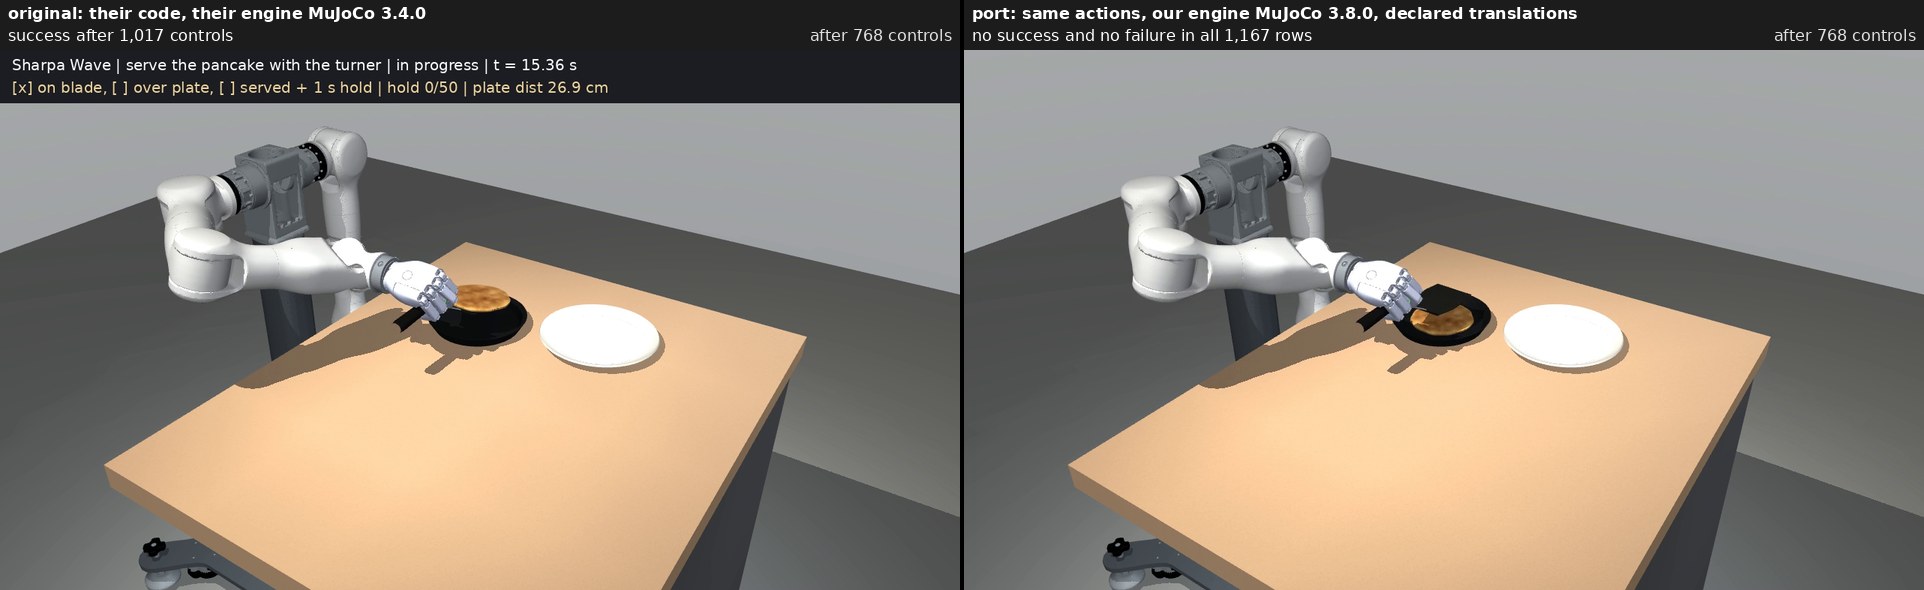 original: their code, their engine MuJoCo 3.4.0
success after 1,017 controls
after 768 controls
Sharpa Wave | serve the pancake with the turner | in progress | t = 15.36 s
[x] on blade, [ ] over plate, [ ] served + 1 s hold | hold 0/50 | plate dist 26.9 cm
port: same actions, our engine MuJoCo 3.8.0, declared translations
no success and no failure in all 1,167 rows
after 768 controls